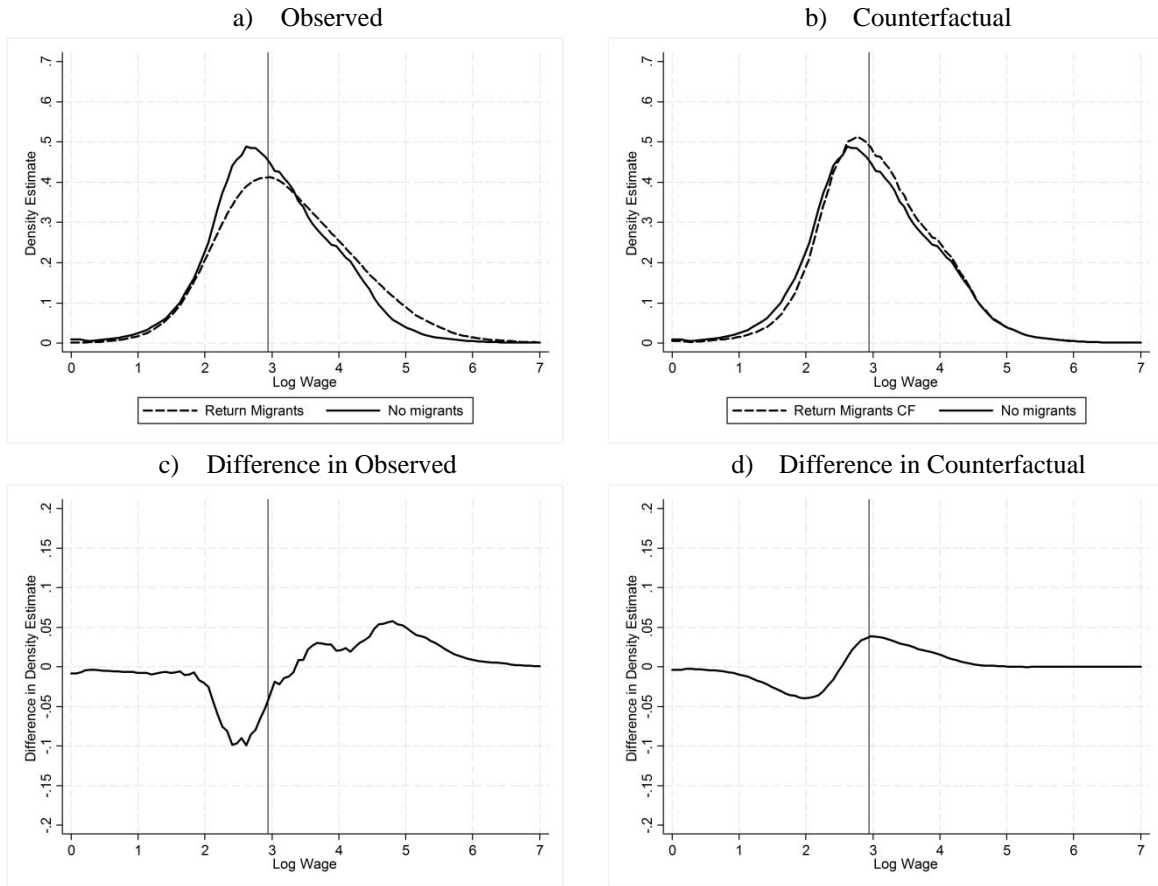 a) Observed
b) Counterfactual
Density Estimate
.7
.6
.5
.4
.3
.2
.1
0
0 1 2 3 4 5 6 7
Log Wage
Return Migrants No migrants
Density Estimate
.7
.6
.5
.4
.3
.2
.1
0
0 1 2 3 4 5 6 7
Log Wage
Return Migrants CF No migrants
c) Difference in Observed
d) Difference in Counterfactual
Difference in Density Estimate
.2
.15
.1
.05
0
-.05
-.1
-.15
-.2
0 1 2 3 4 5 6 7
Log Wage
Difference in Density Estimate
.2
.15
.1
.05
0
-.05
-.1
-.15
-.2
0 1 2 3 4 5 6 7
Log Wage